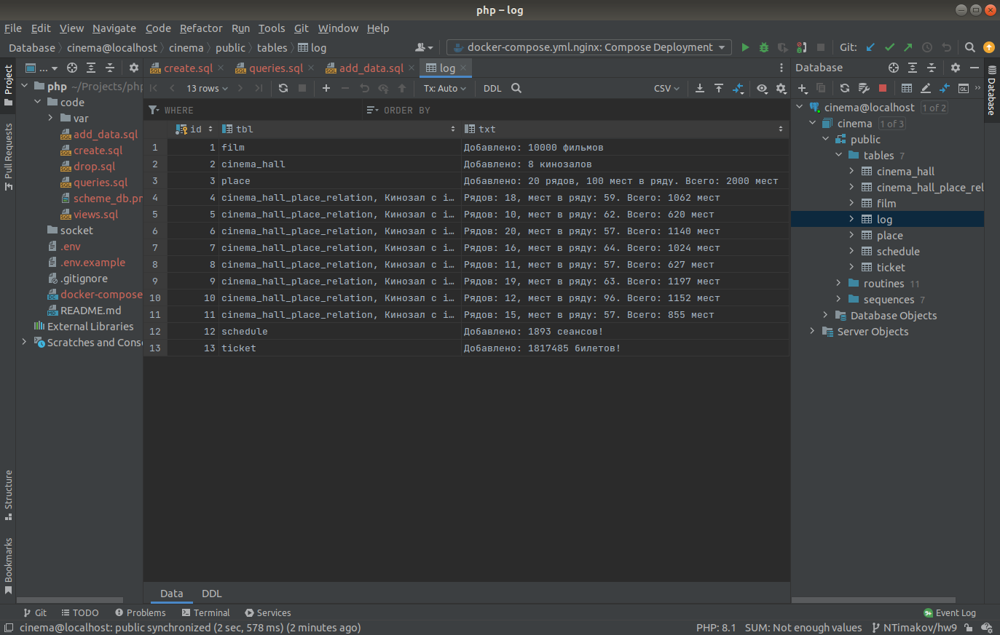 php – log
File Edit View Navigate Code Refactor Run Tools Git Window Help
Database cinema@localhost cinema public tables log
docker-compose.yml.nginx: Compose Deployment
Git:
Project
Pull Requests
Structure
Bookmarks
...
php ~/Projects/php
code
var
add_data.sql
create.sql
drop.sql
queries.sql
scheme_db.pr
views.sql
socket
.env
.env.example
.gitignore
docker-compose
README.md
External Libraries
Scratches and Cons
create.sql queries.sql add_data.sql log
13 rows Tx: Auto DDL CSV
WHERE ORDER BY
id tbl txt
1 1 film Добавлено: 10000 фильмов
2 2 cinema_hall Добавлено: 8 кинозалов
3 3 place Добавлено: 20 рядов, 100 мест в ряду. Всего: 2000 мест
4 4 cinema_hall_place_relation, Кинозал с i… Рядов: 18, мест в ряду: 59. Всего: 1062 мест
5 5 cinema_hall_place_relation, Кинозал с i… Рядов: 10, мест в ряду: 62. Всего: 620 мест
6 6 cinema_hall_place_relation, Кинозал с i… Рядов: 20, мест в ряду: 57. Всего: 1140 мест
7 7 cinema_hall_place_relation, Кинозал с i… Рядов: 16, мест в ряду: 64. Всего: 1024 мест
8 8 cinema_hall_place_relation, Кинозал с i… Рядов: 11, мест в ряду: 57. Всего: 627 мест
9 9 cinema_hall_place_relation, Кинозал с i… Рядов: 19, мест в ряду: 63. Всего: 1197 мест
10 10 cinema_hall_place_relation, Кинозал с i… Рядов: 12, мест в ряду: 96. Всего: 1152 мест
11 11 cinema_hall_place_relation, Кинозал с i… Рядов: 15, мест в ряду: 57. Всего: 855 мест
12 12 schedule Добавлено: 1893 сеансов!
13 13 ticket Добавлено: 1817485 билетов!
Data DDL
Database
cinema@localhost 1 of 2
cinema 1 of 3
public
tables 7
cinema_hall
cinema_hall_place_rel
film
log
place
schedule
ticket
routines 11
sequences 7
Database Objects
Server Objects
Database
Git TODO Problems Terminal Services 9+ Event Log
cinema@localhost: public synchronized (2 sec, 578 ms) (2 minutes ago) PHP: 8.1 SUM: Not enough values NTimakov/hw9